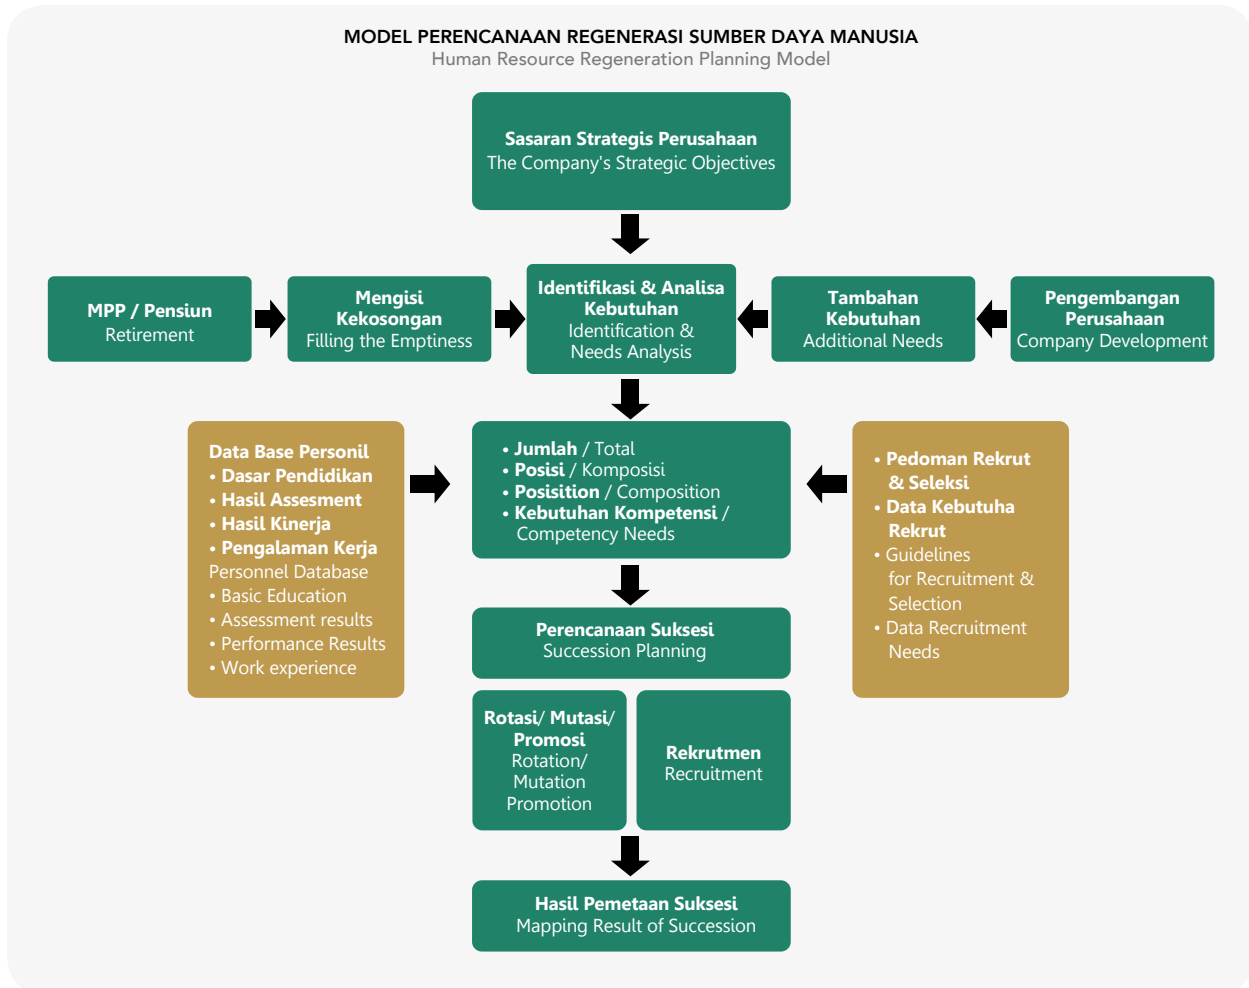 MODEL PERENCANAAN REGENERASI SUMBER DAYA MANUSIA
Human Resource Regeneration Planning Model
Sasaran Strategis Perusahaan
The Company's Strategic Objectives
MPP / Pensiun
Retirement
Mengisi
Kekosongan
Filling the Emptiness
Identifikasi & Analisa
Kebutuhan
Identification &
Needs Analysis
Tambahan
Kebutuhan
Additional Needs
Pengembangan
Perusahaan
Company Development
Data Base Personil
• Dasar Pendidikan
• Hasil Assesment
• Hasil Kinerja
• Pengalaman Kerja
Personnel Database
• Basic Education
• Assessment results
• Performance Results
• Work experience
• Jumlah / Total
• Posisi / Komposisi
• Posisition / Composition
• Kebutuhan Kompetensi /
Competency Needs
• Pedoman Rekrut
& Seleksi
• Data Kebutuha
Rekrut
• Guidelines
for Recruitment &
Selection
• Data Recruitment
Needs
Perencanaan Suksesi
Succession Planning
Rotasi/ Mutasi/
Promosi
Rotation/
Mutation
Promotion
Rekrutmen
Recruitment
Hasil Pemetaan Suksesi
Mapping Result of Succession